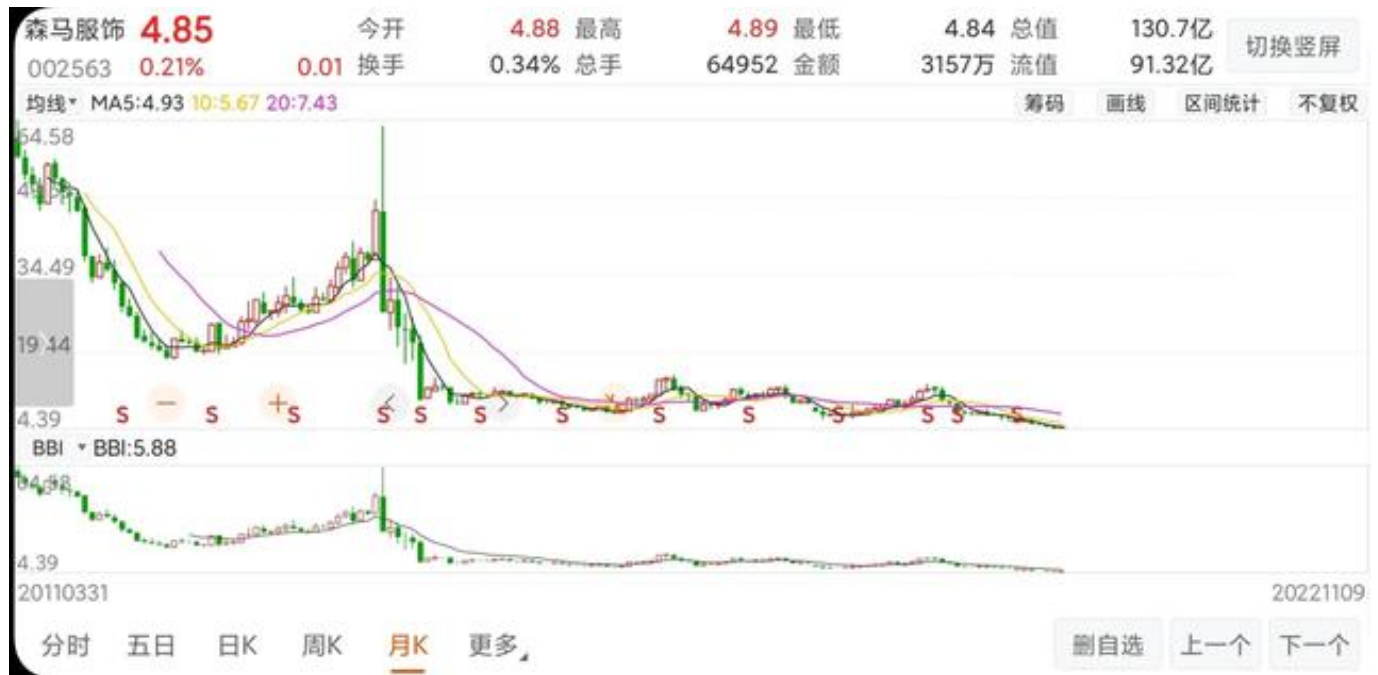 森马服饰 4.85 今开 4.88 最高 4.89 最低 4.84 总值 130.7亿 切换竖屏
002563 0.21% 0.01 换手 0.34% 总手 64952 金额 3157万 流值 91.32亿
均线 MA5:4.93 10:5.67 20:7.43 筹码 画线 区间统计 不复权
64.58
34.49
19.44
S S S S S S S S S S S S S
4.39
BBI BBI:5.88
64.58
4.39
20110331 20221109
分时 五日 日K 周K 月K 更多 删自选 上一个 下一个